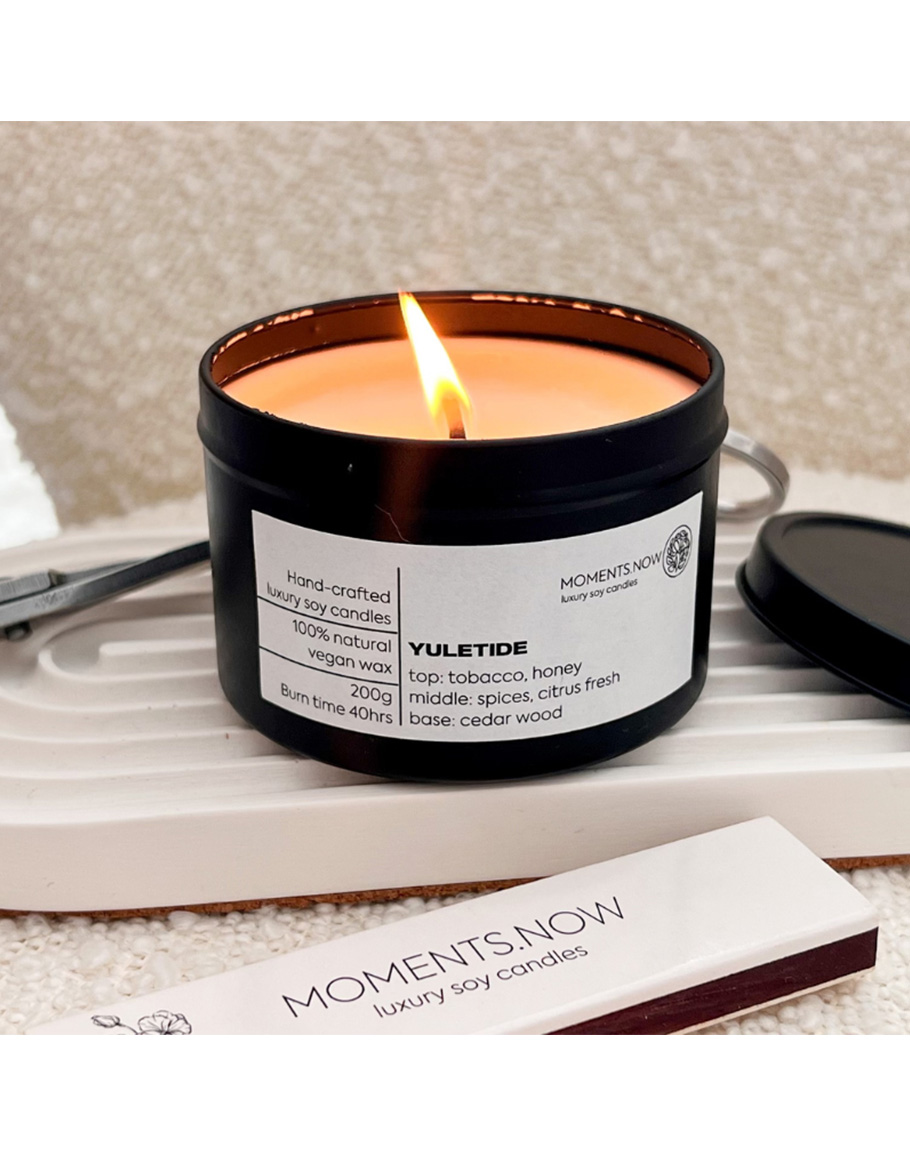 Hand-crafted
luxury soy candles
100% natural
vegan wax
200g
Burn time 40hrs
MOMENTS.NOW
luxury soy candles
YULETIDE
top: tobacco, honey
middle: spices, citrus fresh
base: cedar wood
MOMENTS.NOW
luxury soy candles